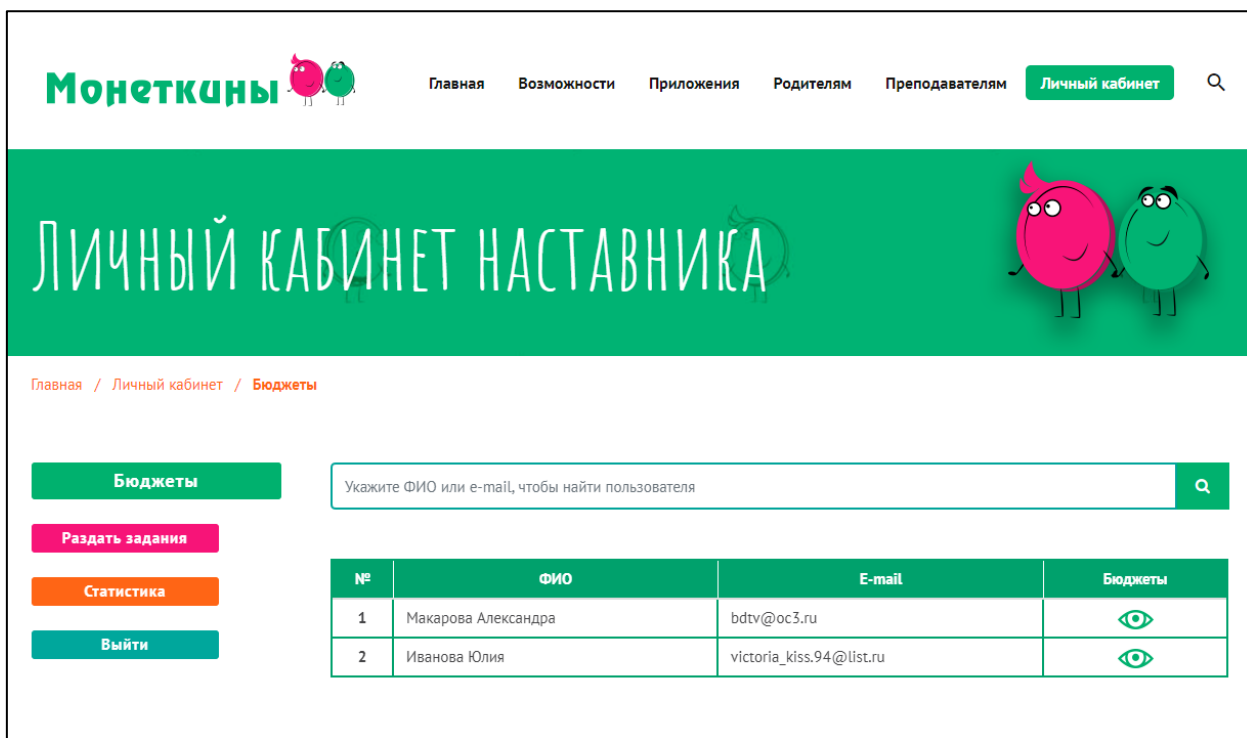 Монеткины
Главная Возможности Приложения Родителям Преподавателям Личный кабинет
Личный кабинет наставника
Главная / Личный кабинет / Бюджеты
Бюджеты
Укажите ФИО или e-mail, чтобы найти пользователя
Раздать задания
Статистика
Выйти
№ ФИО E-mail Бюджеты
1 Макарова Александра bdtv@oc3.ru
2 Иванова Юлия victoria_kiss.94@list.ru